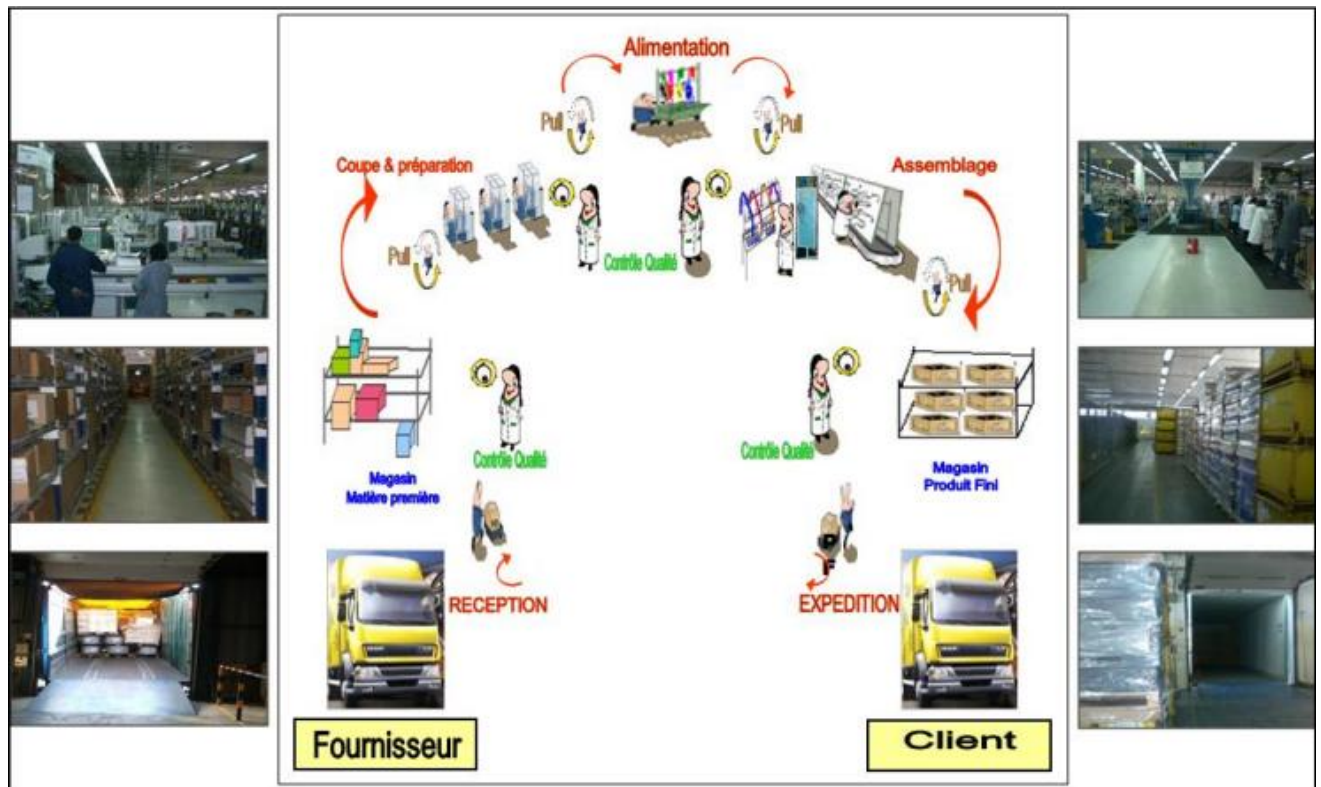 Alimentation
Pull
Pull
Coupe & préparation
Assemblage
Pull
Contrôle Qualité
Pull
Contrôle Qualité
Contrôle Qualité
Magasin
Matière première
Magasin
Produit Fini
RECEPTION
EXPEDITION
Fournisseur
Client